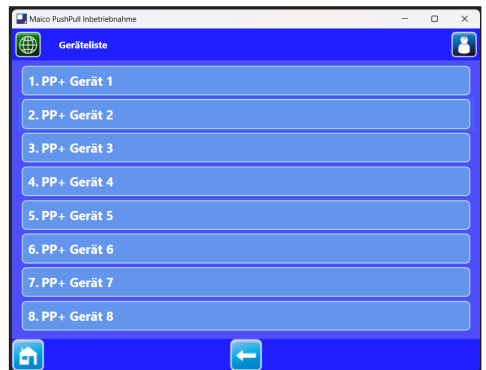 Maico PushPull Inbetriebnahme
Geräteliste
1. PP+ Gerät 1
2. PP+ Gerät 2
3. PP+ Gerät 3
4. PP+ Gerät 4
5. PP+ Gerät 5
6. PP+ Gerät 6
7. PP+ Gerät 7
8. PP+ Gerät 8